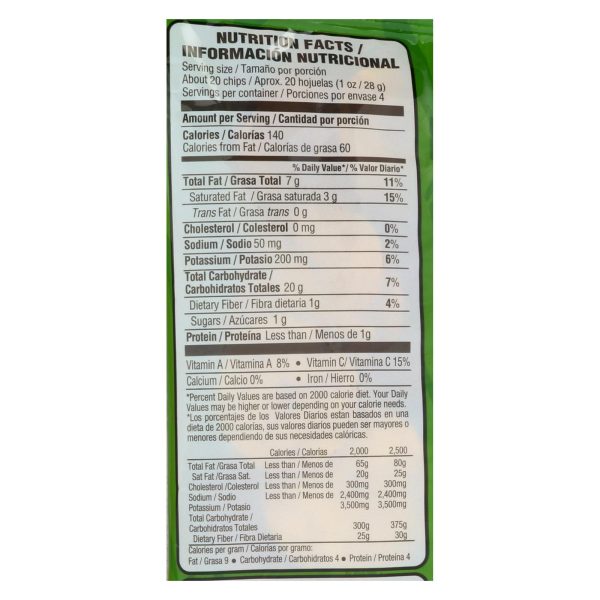 NUTRITION FACTS /
INFORMACIÓN NUTRICIONAL
Serving size / Tamaño por porción
About 20 chips / Aprox. 20 hojuelas (1 oz / 28 g)
Servings per container / Porciones por envase 4
Amount per Serving / Cantidad por porción
Calories / Calorías 140
Calories from Fat / Calorías de grasa 60
% Daily Value*/ % Valor Diario*
Total Fat / Grasa Total 7 g 11%
Saturated Fat / Grasa saturada 3 g 15%
Trans Fat / Grasa trans 0 g
Cholesterol / Colesterol 0 mg 0%
Sodium / Sodio 50 mg 2%
Potassium / Potasio 200 mg 6%
Total Carbohydrate /
Carbohidratos Totales 20 g 7%
Dietary Fiber / Fibra dietaria 1g 4%
Sugars / Azúcares 1 g
Protein / Proteína Less than / Menos de 1g
Vitamin A / Vitamina A 8% • Vitamin C/ Vitamina C 15%
Calcium / Calcio 0% • Iron / Hierro 0%
*Percent Daily Values are based on 2000 calorie diet. Your Daily
Values may be higher or lower depending on your calorie needs.
*Los porcentajes de los Valores Diarios estan basados en una
dieta de 2000 calorias, sus valores diarios pueden ser mayores o
menores dependiendo de sus necesidades calóricas.
Calories / Calorias 2,000 2,500
Total Fat /Grasa Total Less than / Menos de 65g 80g
Sat Fat /Grasa Sat. Less than / Menos de 20g 25g
Cholesterol /Colesterol Less than / Menos de 300mg 300mg
Sodium / Sodio Less than / Menos de 2,400mg 2,400mg
Potassium / Potasio 3,500mg 3,500mg
Total Carbohydrate /
Carbohidratos Totales 300g 375g
Dietary Fiber / Fibra Dietaria 25g 30g
Calories per gram / Calorías por gramo:
Fat / Grasa 9 • Carbohydrate / Carbohidratos 4 • Protein / Proteína 4